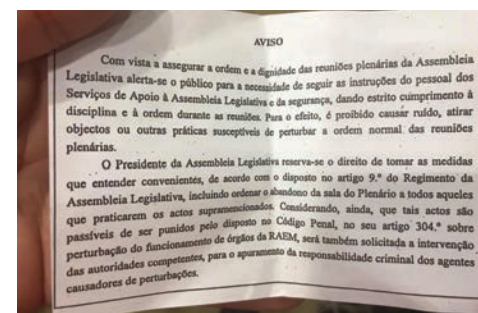 AVISO
Com vista a assegurar a ordem e a dignidade das reuniões plenárias da Assembleia
Legislativa alerta-se o público para a necessidade de seguir as instruções do pessoal dos
Serviços de Apoio à Assembleia Legislativa e da segurança, dando estrito cumprimento à
disciplina e à ordem durante as reuniões. Para o efeito, é proibido causar ruído, atirar
objectos ou outras práticas susceptíveis de perturbar a ordem normal das reuniões
plenárias.
O Presidente da Assembleia Legislativa reserva-se o direito de tomar as medidas
que entender convenientes, de acordo com o disposto no artigo 9.º do Regimento da
Assembleia Legislativa, incluindo ordenar o abandono da sala do Plenário a todos aqueles
que praticarem os actos supramencionados. Considerando, ainda, que tais actos são
passíveis de ser punidos pelo disposto no Código Penal, no seu artigo 304.º sobre
perturbação do funcionamento de órgãos da RAEM, será também solicitada a intervenção
das autoridades competentes, para o apuramento da responsabilidade criminal dos agentes
causadores de perturbações.